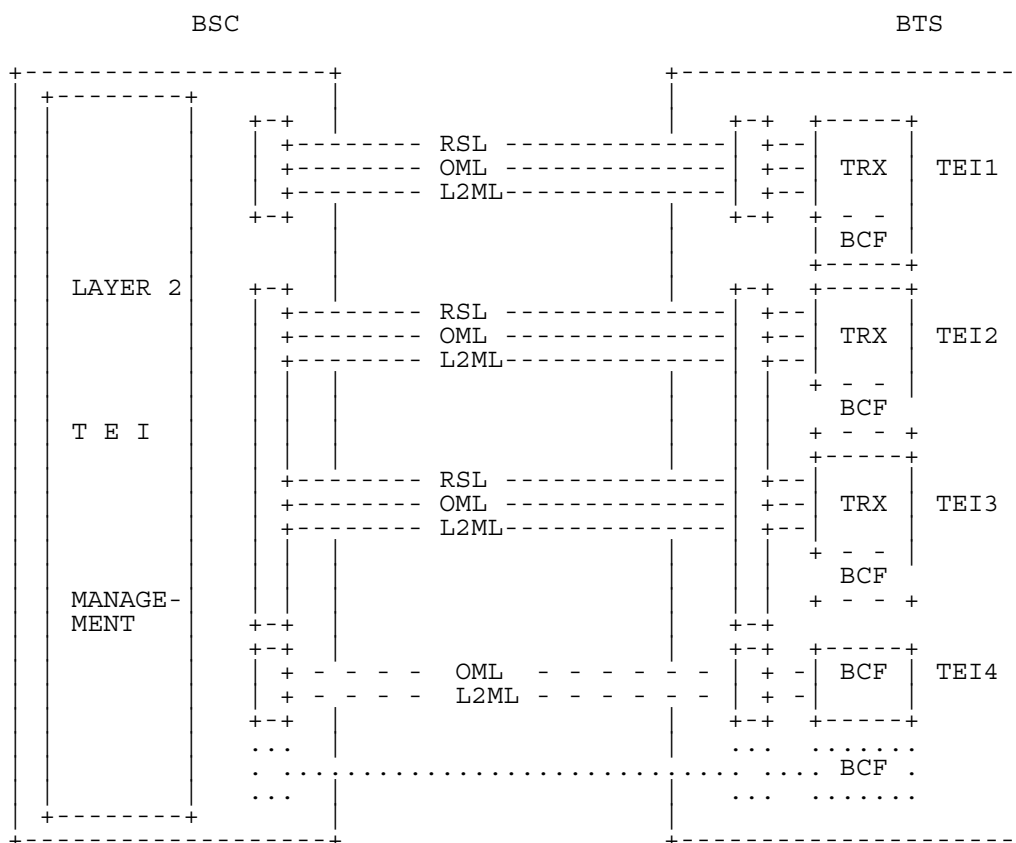 BSC BTS
RSL
OML TRX TEI1
L2ML
BCF
LAYER 2
RSL
OML TRX TEI2
L2ML
BCF
T E I
RSL
OML TRX TEI3
L2ML
BCF
MANAGE-
MENT
OML BCF TEI4
L2ML
BCF